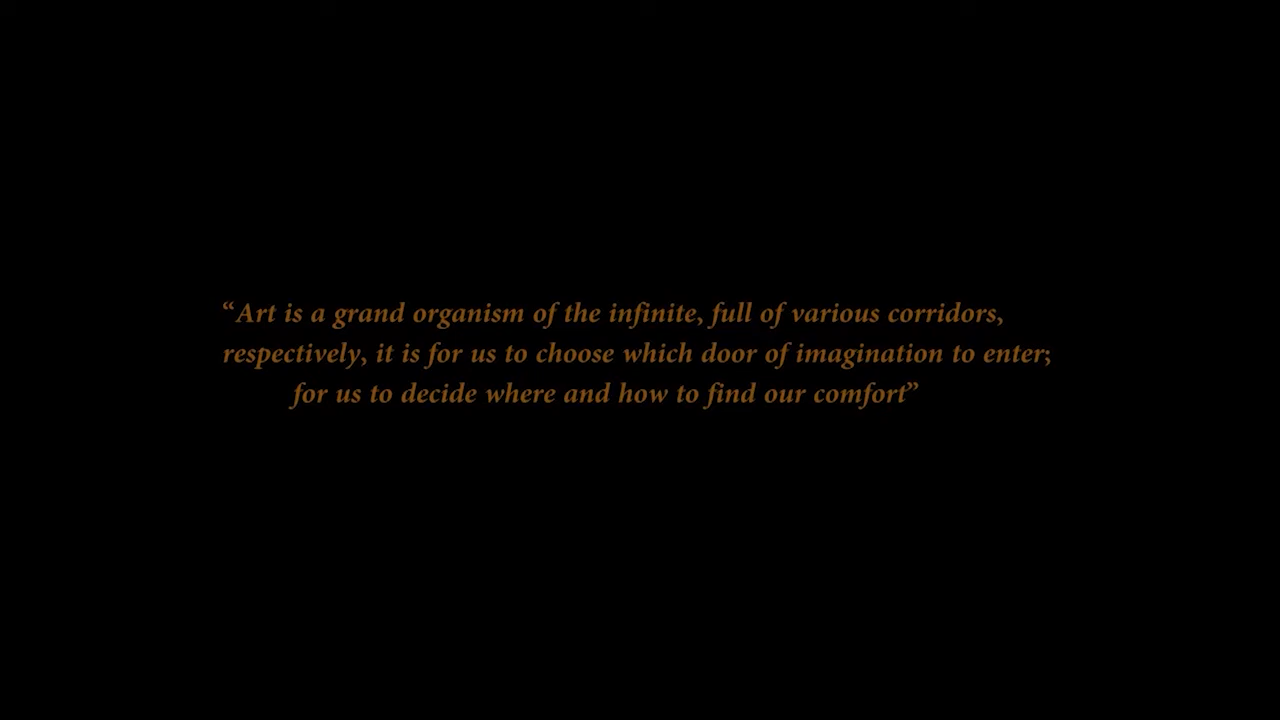 “Art is a grand organism of the infinite, full of various corridors,
respectively, it is for us to choose which door of imagination to enter;
for us to decide where and how to find our comfort”